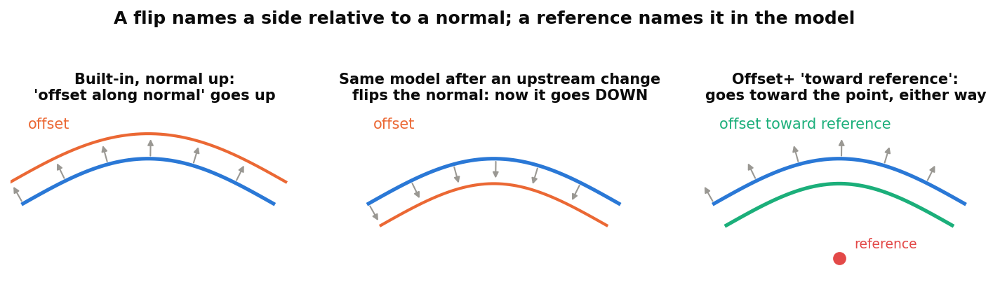 A flip names a side relative to a normal; a reference names it in the model
Built-in, normal up:
'offset along normal' goes up
offset
Same model after an upstream change
flips the normal: now it goes DOWN
offset
Offset+ 'toward reference':
goes toward the point, either way
offset toward reference
reference